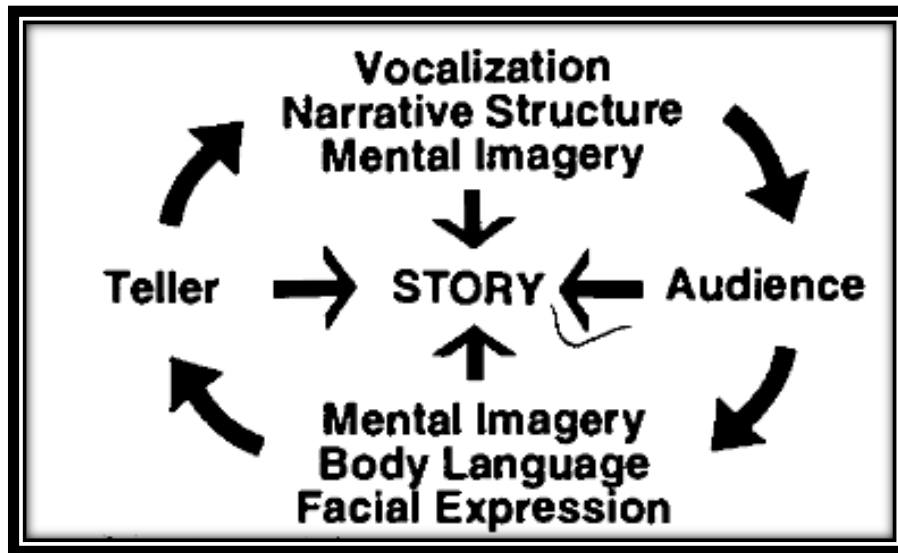 Vocalization
Narrative Structure
Mental Imagery
Teller STORY Audience
Mental Imagery
Body Language
Facial Expression